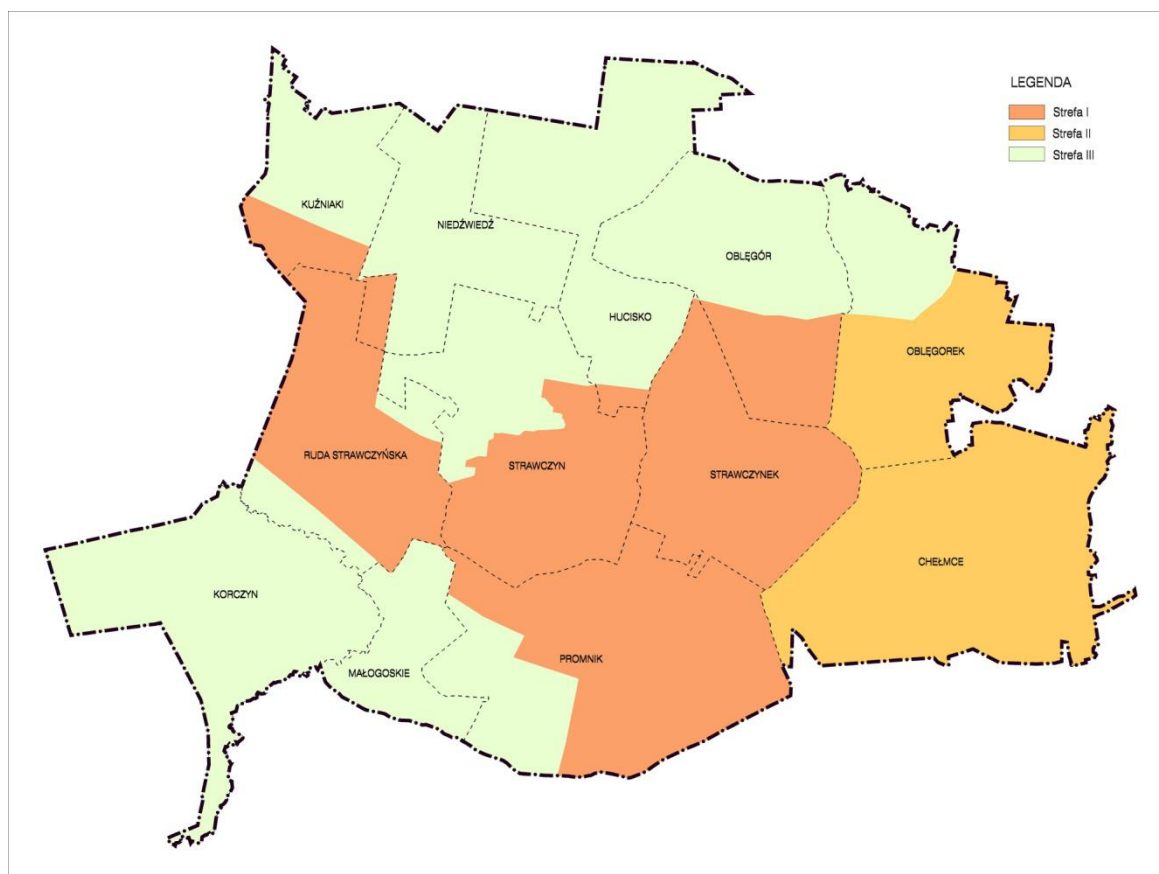 LEGENDA
Strefa I
Strefa II
Strefa III
KUŹNIAKI
NIEDŹWIEDŹ
OBLĘGÓR
HUCISKO
OBLĘGOREK
RUDA STRAWCZYŃSKA
STRAWCZYN
STRAWCZYNEK
CHEŁMCE
KORCZYN
PROMNIK
MAŁOGOSKIE